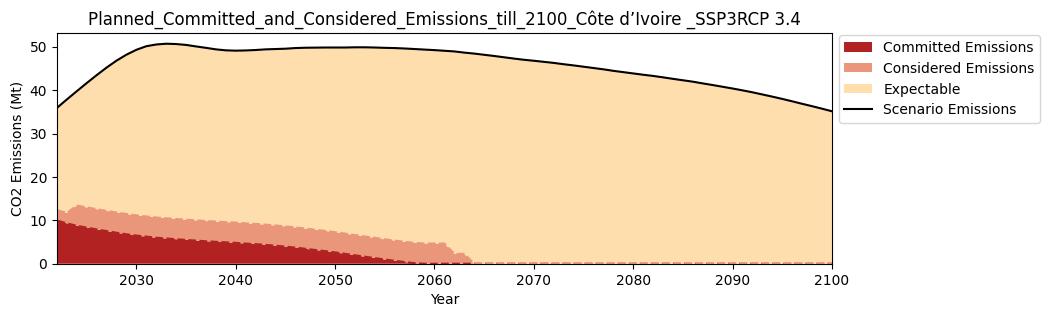 Planned_Committed_and_Considered_Emissions_till_2100_Côte d’Ivoire _SSP3RCP 3.4
CO2 Emissions (Mt)
50
40
30
20
10
0
2030 2040 2050 2060 2070 2080 2090 2100
Year
Committed Emissions
Considered Emissions
Expectable
Scenario Emissions